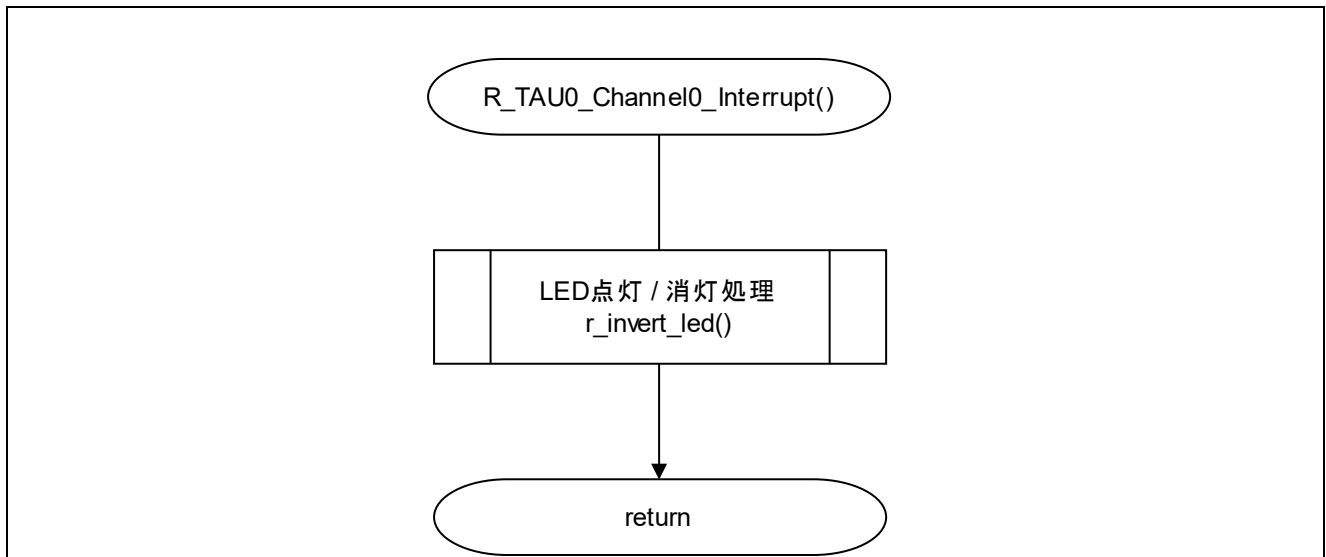 R_TAU0_Channel0_Interrupt()
LED点灯 / 消灯処理
r_invert_led()
return